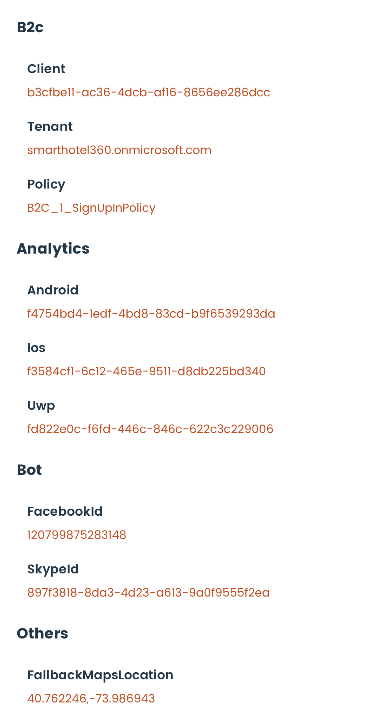 B2c
Client
b3cfbe11-ac36-4dcb-af16-8656ee286dcc
Tenant
smarthotel360.onmicrosoft.com
Policy
B2C_1_SignUpInPolicy
Analytics
Android
f4754bd4-1edf-4bd8-83cd-b9f6539293da
Ios
f3584cf1-6c12-465e-9511-d8db225bd340
Uwp
fd822e0c-f6fd-446c-846c-622c3c229006
Bot
FacebookId
120799875283148
SkypeId
897f3818-8da3-4d23-a613-9a0f9555f2ea
Others
FallbackMapsLocation
40.762246,-73.986943